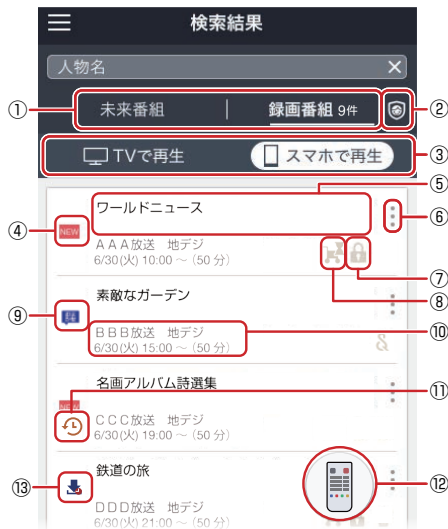 検索結果
人物名
① 未来番組 | 録画番組 9件 ②
TVで再生 スマホで再生 ③
⑤
ワールドニュース ⑥
④ NEW
AAA放送 地デジ ⑦
6/30(火) 10:00 ~ (50 分) ⑧
素敵なガーデン
⑨
BBB放送 地デジ ⑩
6/30(火) 15:00 ~ (50 分)
名画アルバム詩選集
NEW ⑪
CCC放送 地デジ
6/30(火) 19:00 ~ (50 分)
鉄道の旅 ⑫
⑬
DDD放送 地デジ
6/30(火) 21:00 ~ (50 分)